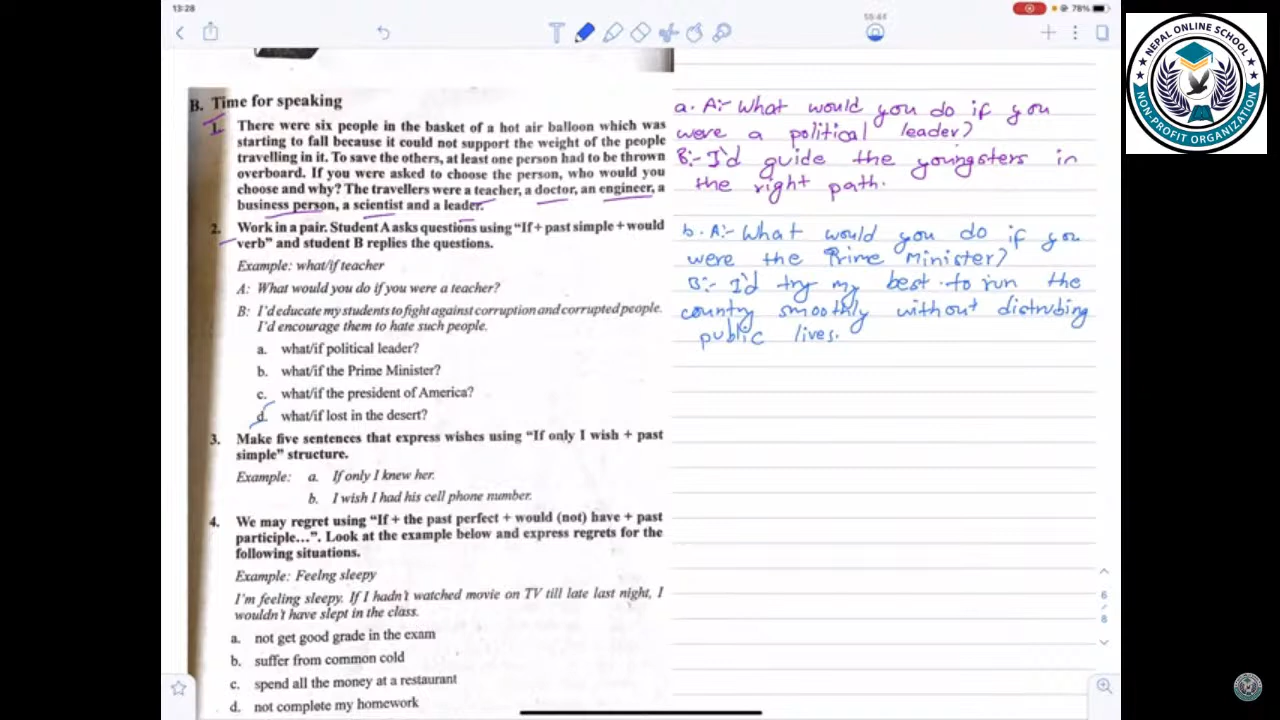 13:28
55:44
78%
NEPAL ONLINE SCHOOL
NON-PROFIT ORGANIZATION
B. Time for speaking
1. There were six people in the basket of a hot air balloon which was
starting to fall because it could not support the weight of the people
travelling in it. To save the others, at least one person had to be thrown
overboard. If you were asked to choose the person, who would you
choose and why? The travellers were a teacher, a doctor, an engineer, a
business person, a scientist and a leader.
2. Work in a pair. Student A asks questions using "If + past simple + would
verb" and student B replies the questions.
Example: what/if teacher
A: What would you do if you were a teacher?
B: I'd educate my students to fight against corruption and corrupted people.
I'd encourage them to hate such people.
a. what/if political leader?
b. what/if the Prime Minister?
c. what/if the president of America?
d. what/if lost in the desert?
3. Make five sentences that express wishes using "If only I wish + past
simple" structure.
Example: a. If only I knew her.
b. I wish I had his cell phone number.
4. We may regret using "If + the past perfect + would (not) have + past
participle...". Look at the example below and express regrets for the
following situations.
Example: Feelng sleepy
I'm feeling sleepy. If I hadn't watched movie on TV till late last night, I
wouldn't have slept in the class.
a. not get good grade in the exam
b. suffer from common cold
c. spend all the money at a restaurant
d. not complete my homework
a. A:- What would you do if you
were a political leader?
B:- I'd guide the youngsters in
the right path.
b. A:- What would you do if you
were the Prime Minister?
B:- I'd try my best to run the
country smoothly without distrubing
public lives.
6
/
8